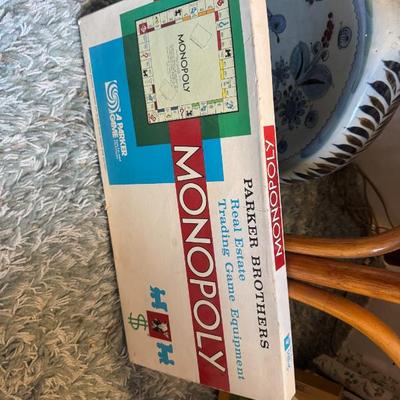 PARKER BROTHERS
Real Estate
Trading Game Equipment
MONOPOLY
A PARKER
GAME
MONOPOLY
$
MONOPOLY